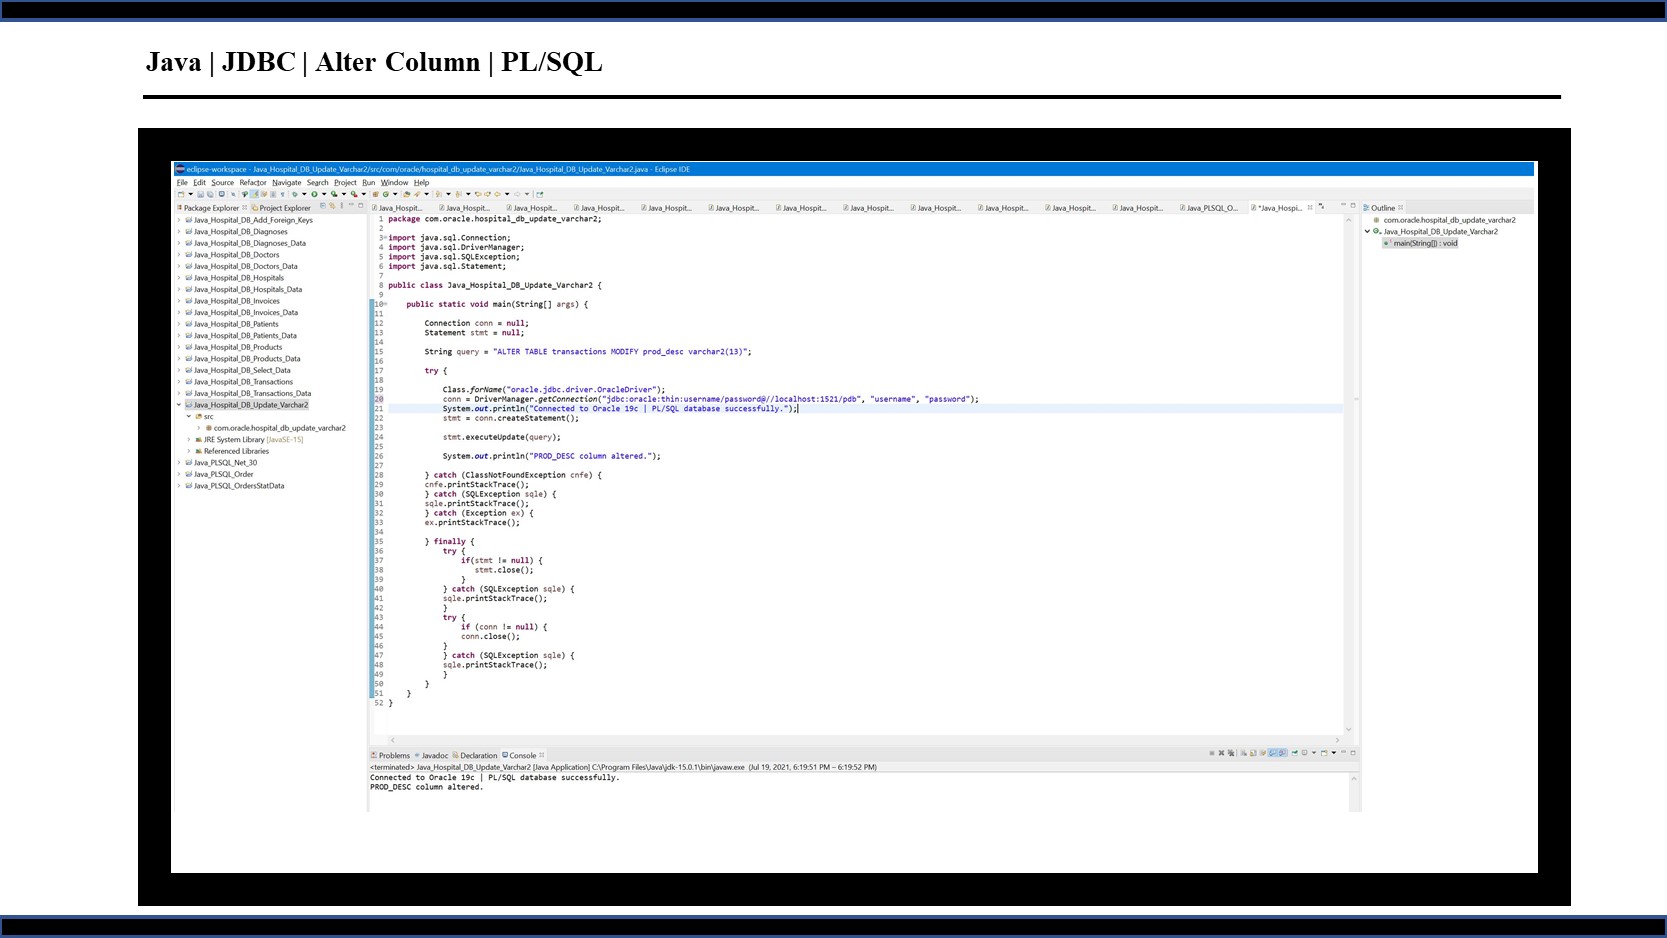 Java | JDBC | Alter Column | PL/SQL
eclipse-workspace - Java_Hospital_DB_Update_Varchar2/src/com/oracle/hospital_db_update_varchar2/Java_Hospital_DB_Update_Varchar2.java - Eclipse IDE
File Edit Source Refactor Navigate Search Project Run Window Help
Package Explorer Project Explorer
Java_Hospital_DB_Add_Foreign_Keys
Java_Hospital_DB_Diagnoses
Java_Hospital_DB_Diagnoses_Data
Java_Hospital_DB_Doctors
Java_Hospital_DB_Doctors_Data
Java_Hospital_DB_Hospitals
Java_Hospital_DB_Hospitals_Data
Java_Hospital_DB_Invoices
Java_Hospital_DB_Invoices_Data
Java_Hospital_DB_Patients
Java_Hospital_DB_Patients_Data
Java_Hospital_DB_Products
Java_Hospital_DB_Products_Data
Java_Hospital_DB_Select_Data
Java_Hospital_DB_Transactions
Java_Hospital_DB_Transactions_Data
Java_Hospital_DB_Update_Varchar2
src
com.oracle.hospital_db_update_varchar2
JRE System Library [JavaSE-15]
Referenced Libraries
Java_PLSQL_Net_30
Java_PLSQL_Order
Java_PLSQL_OrdersStatData
Java_Hospit... Java_Hospit... Java_Hospit... Java_Hospit... Java_Hospit... Java_Hospit... Java_Hospit... Java_Hospit... Java_Hospit... Java_Hospit... Java_Hospit... Java_Hospit... Java_PLSQL_O... *Java_Hospi...
1 package com.oracle.hospital_db_update_varchar2;
2
3 import java.sql.Connection;
4 import java.sql.DriverManager;
5 import java.sql.SQLException;
6 import java.sql.Statement;
7
8 public class Java_Hospital_DB_Update_Varchar2 {
9
10 public static void main(String[] args) {
11
12 Connection conn = null;
13 Statement stmt = null;
14
15 String query = "ALTER TABLE transactions MODIFY prod_desc varchar2(13)";
16
17 try {
18
19 Class.forName("oracle.jdbc.driver.OracleDriver");
20 conn = DriverManager.getConnection("jdbc:oracle:thin:username/password@//localhost:1521/pdb", "username", "password");
21 System.out.println("Connected to Oracle 19c | PL/SQL database successfully.");
22 stmt = conn.createStatement();
23
24 stmt.executeUpdate(query);
25
26 System.out.println("PROD_DESC column altered.");
27
28 } catch (ClassNotFoundException cnfe) {
29 cnfe.printStackTrace();
30 } catch (SQLException sqle) {
31 sqle.printStackTrace();
32 } catch (Exception ex) {
33 ex.printStackTrace();
34
35 } finally {
36 try {
37 if(stmt != null) {
38 stmt.close();
39 }
40 } catch (SQLException sqle) {
41 sqle.printStackTrace();
42 }
43 try {
44 if (conn != null) {
45 conn.close();
46 }
47 } catch (SQLException sqle) {
48 sqle.printStackTrace();
49 }
50 }
51 }
52 }
Outline
com.oracle.hospital_db_update_varchar2
Java_Hospital_DB_Update_Varchar2
main(String[]) : void
Problems Javadoc Declaration Console
<terminated> Java_Hospital_DB_Update_Varchar2 [Java Application] C:\Program Files\Java\jdk-15.0.1\bin\javaw.exe (Jul 19, 2021, 6:19:51 PM – 6:19:52 PM)
Connected to Oracle 19c | PL/SQL database successfully.
PROD_DESC column altered.